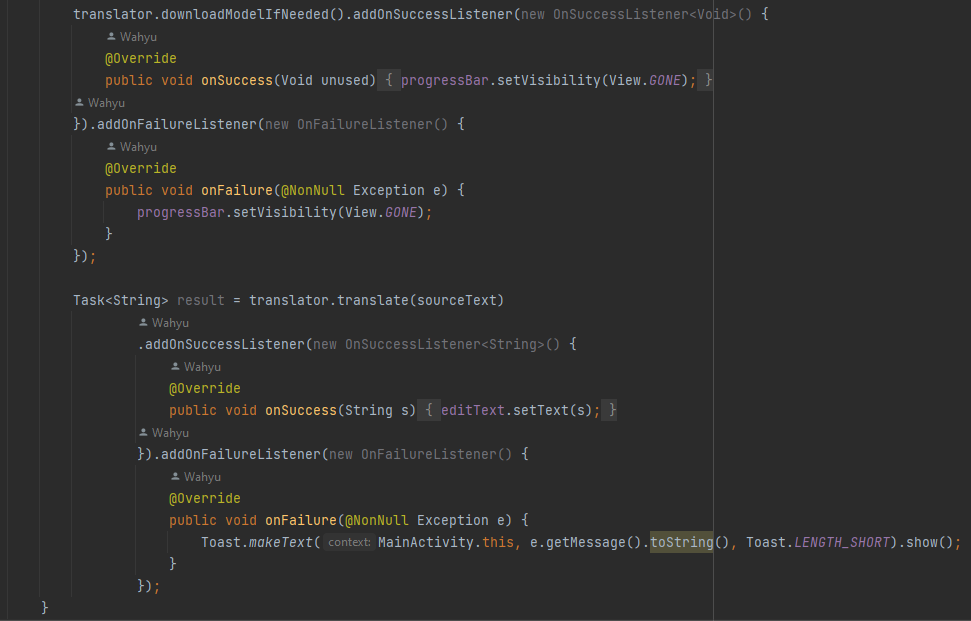 translator.downloadModelIfNeeded().addOnSuccessListener(new OnSuccessListener<Void>() {
Wahyu
@Override
public void onSuccess(Void unused) { progressBar.setVisibility(View.GONE); }
Wahyu
}).addOnFailureListener(new OnFailureListener() {
Wahyu
@Override
public void onFailure(@NonNull Exception e) {
progressBar.setVisibility(View.GONE);
}
});
Task<String> result = translator.translate(sourceText)
Wahyu
.addOnSuccessListener(new OnSuccessListener<String>() {
Wahyu
@Override
public void onSuccess(String s) { editText.setText(s); }
Wahyu
}).addOnFailureListener(new OnFailureListener() {
Wahyu
@Override
public void onFailure(@NonNull Exception e) {
Toast.makeText( context: MainActivity.this, e.getMessage().toString(), Toast.LENGTH_SHORT).show();
}
});
}